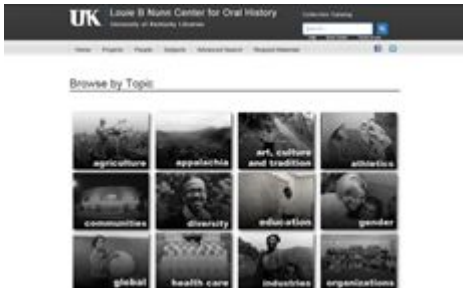 UK Louie B Nunn Center for Oral History
University of Kentucky Libraries
Collection Catalog
Home Projects People Subjects Advanced Search Request Materials
Browse by Topic
agriculture
appalachia
art, culture
and tradition
athletics
communities
diversity
education
gender
global
health care
industries
organizations